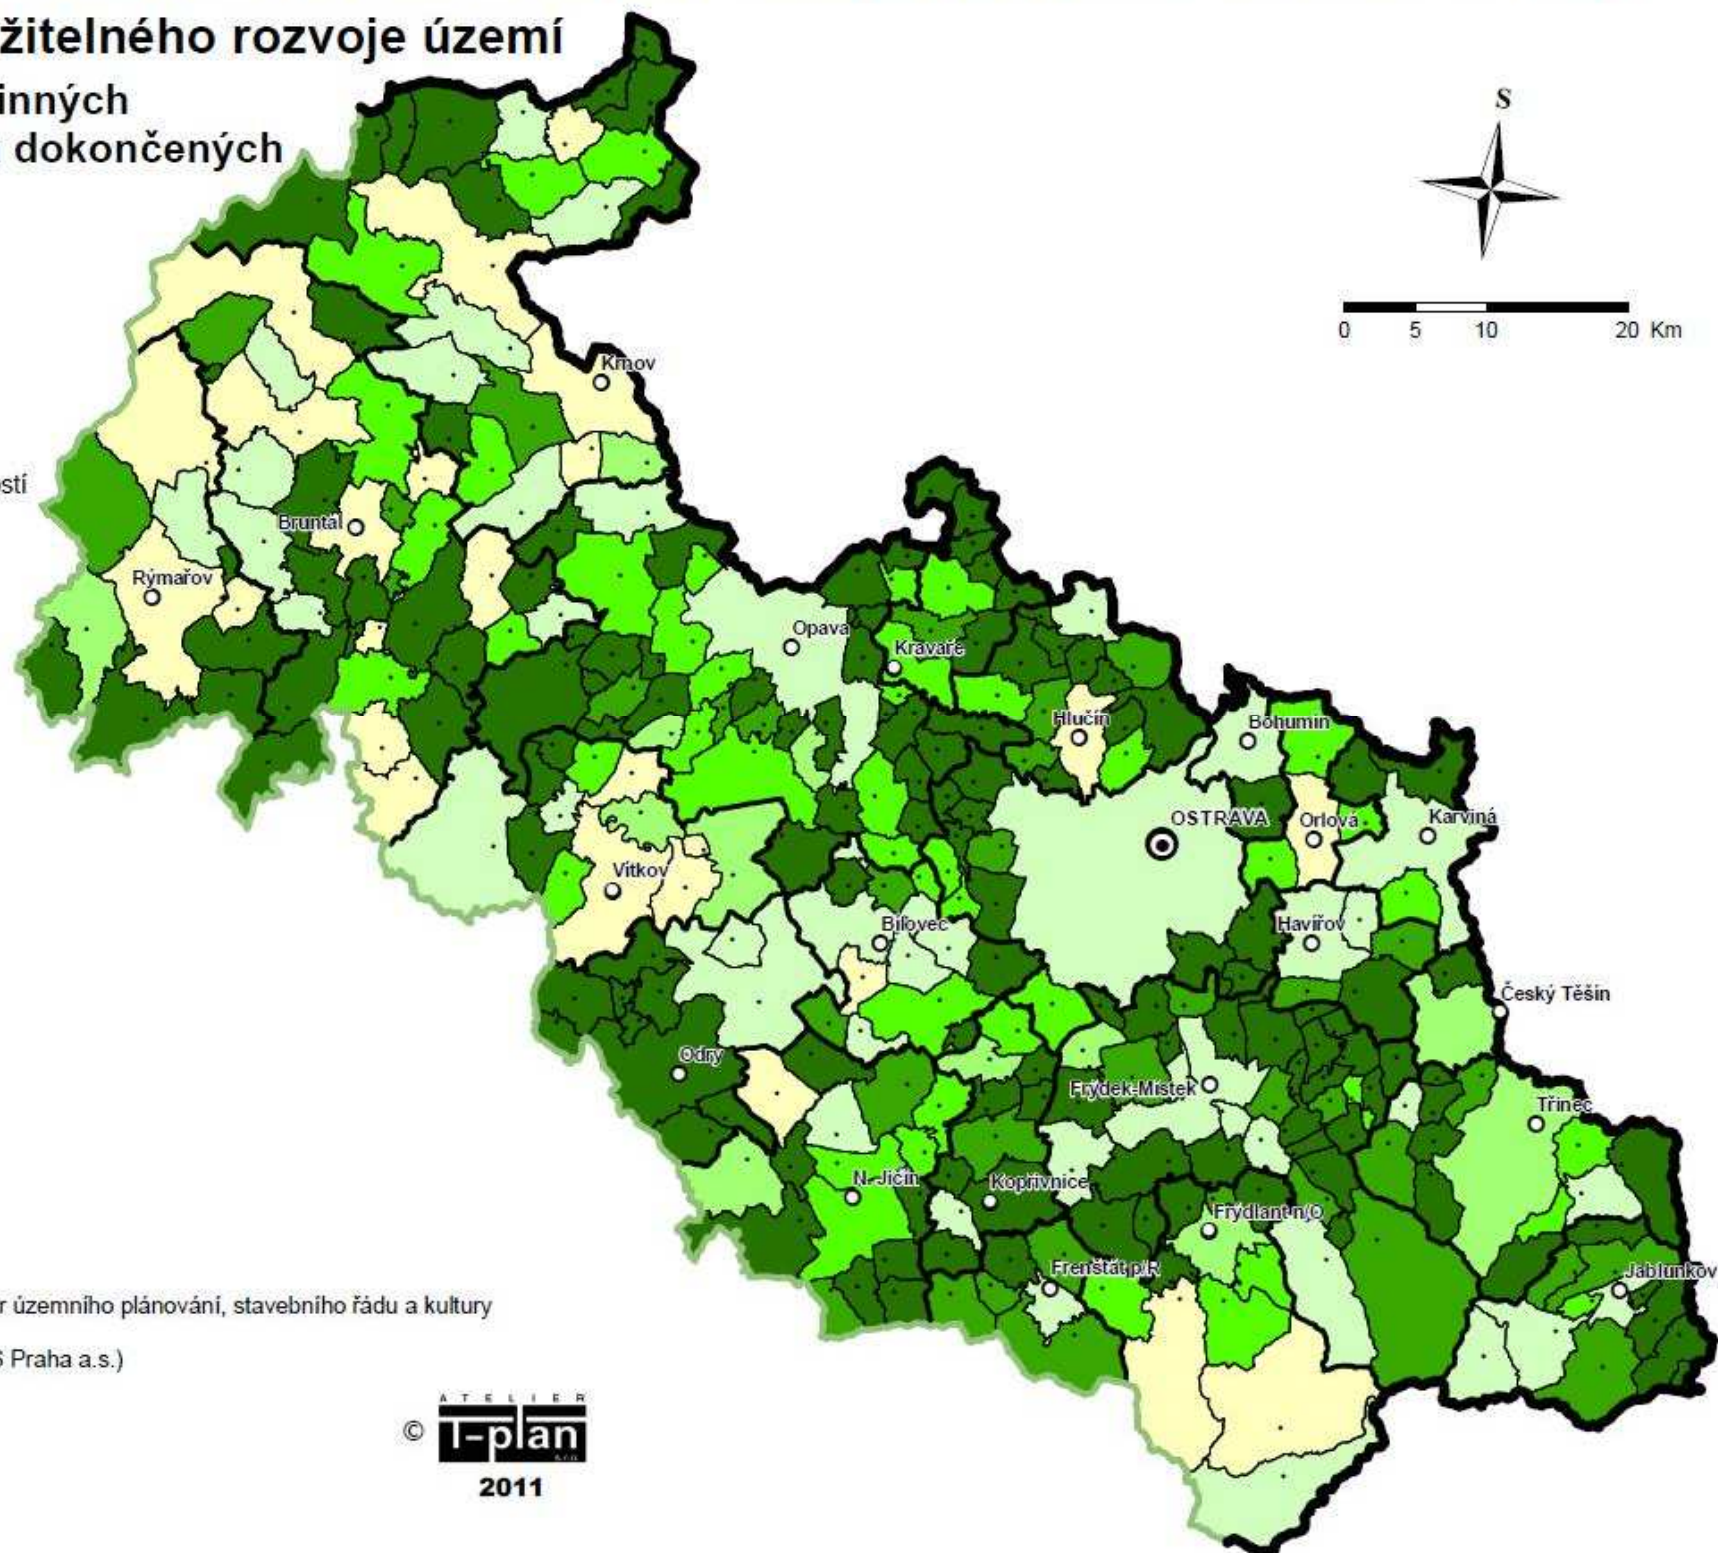 žitelného rozvoje území
inných
dokončených
S
0 5 10 20 Km
Krnov
stí
Bruntál
Rýmařov
Opava
Kravaře
Hlučín
Bohumín
OSTRAVA
Orlová
Karviná
Vítkov
Bílovec
Havířov
Český Těšín
Odry
Frýdek-Místek
Třinec
N. Jičín
Kopřivnice
Frýdlant n/O
Frenštát p/R
Jablunkov
r územního plánování, stavebního řádu a kultury
S Praha a.s.)
ATELIER
©
T-plan
s.r.o.
2011